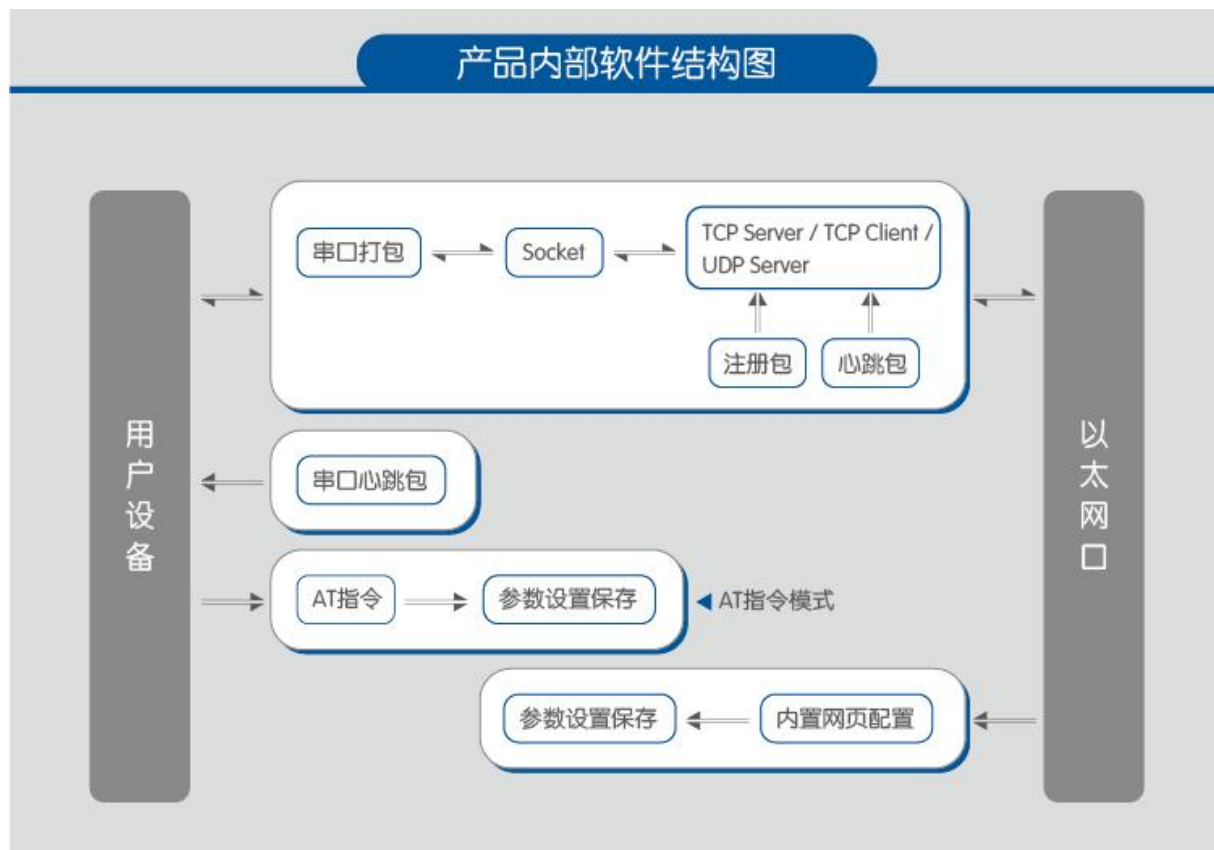 产品内部软件结构图
串口打包
Socket
TCP Server / TCP Client /
UDP Server
注册包
心跳包
用户设备
以太网口
串口心跳包
AT指令
参数设置保存
AT指令模式
参数设置保存
内置网页配置